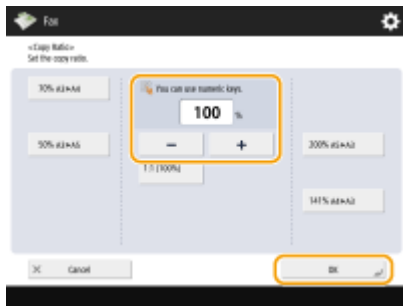 Fax
<Copy Ratio>
Set the copy ratio.
70% A3▸A4
You can use numeric keys.
100 %
50% A3▸A5
−
+
200% A5▸A3
1:1 (100%)
141% A4▸A3
× Cancel
OK